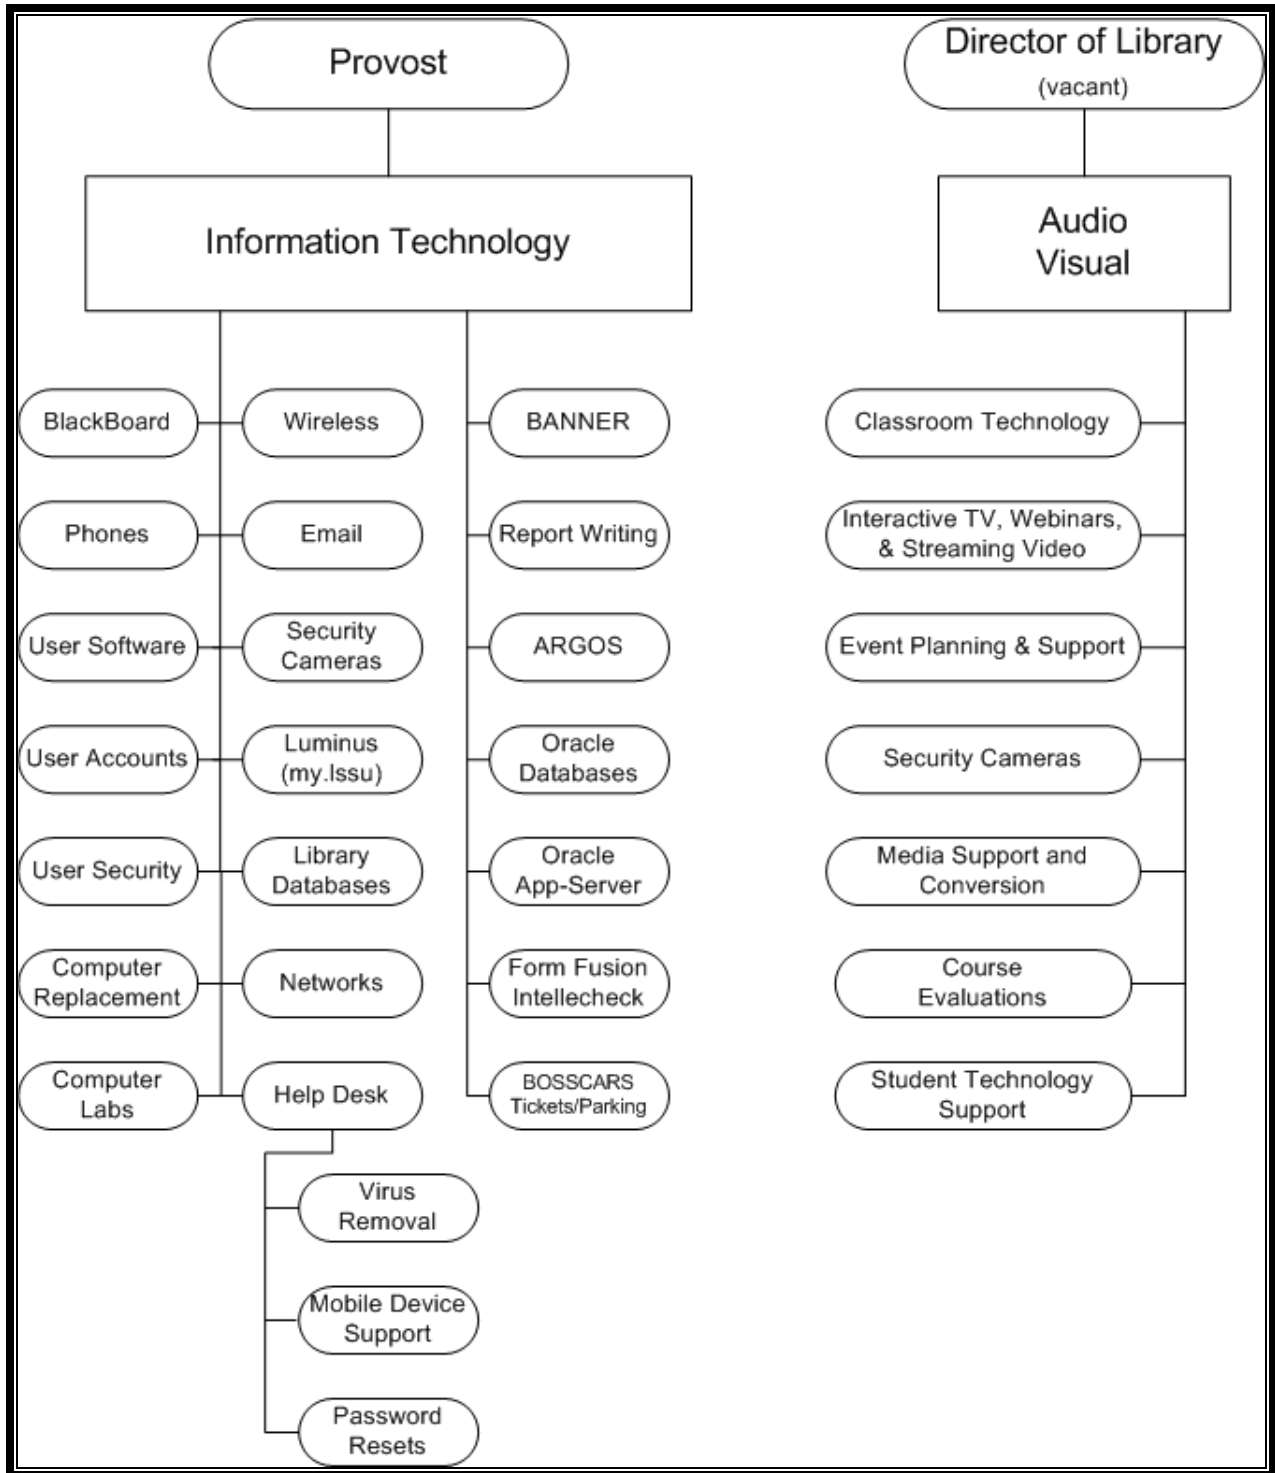 Provost
Director of Library
(vacant)
Information Technology
Audio
Visual
BlackBoard
Wireless
BANNER
Classroom Technology
Phones
Email
Report Writing
Interactive TV, Webinars,
& Streaming Video
User Software
Security
Cameras
ARGOS
Event Planning & Support
User Accounts
Luminus
(my.lssu)
Oracle
Databases
Security Cameras
User Security
Library
Databases
Oracle
App-Server
Media Support and
Conversion
Computer
Replacement
Networks
Form Fusion
Intellecheck
Course
Evaluations
Computer
Labs
Help Desk
BOSSCARS
Tickets/Parking
Student Technology
Support
Virus
Removal
Mobile Device
Support
Password
Resets